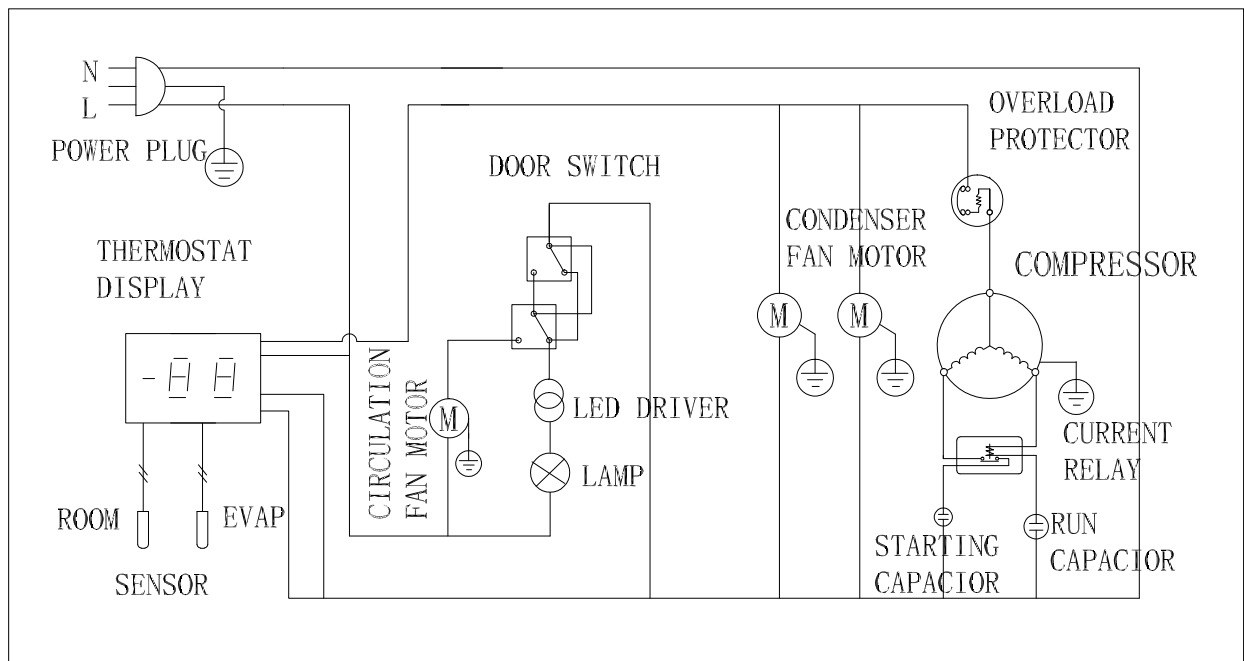 N
L
POWER PLUG
DOOR SWITCH
OVERLOAD
PROTECTOR
THERMOSTAT
DISPLAY
CONDENSER
FAN MOTOR
COMPRESSOR
M
M
CIRCULATION
FAN MOTOR
M
LED DRIVER
LAMP
CURRENT
RELAY
ROOM
EVAP
SENSOR
STARTING
CAPACIOR
RUN
CAPACIOR